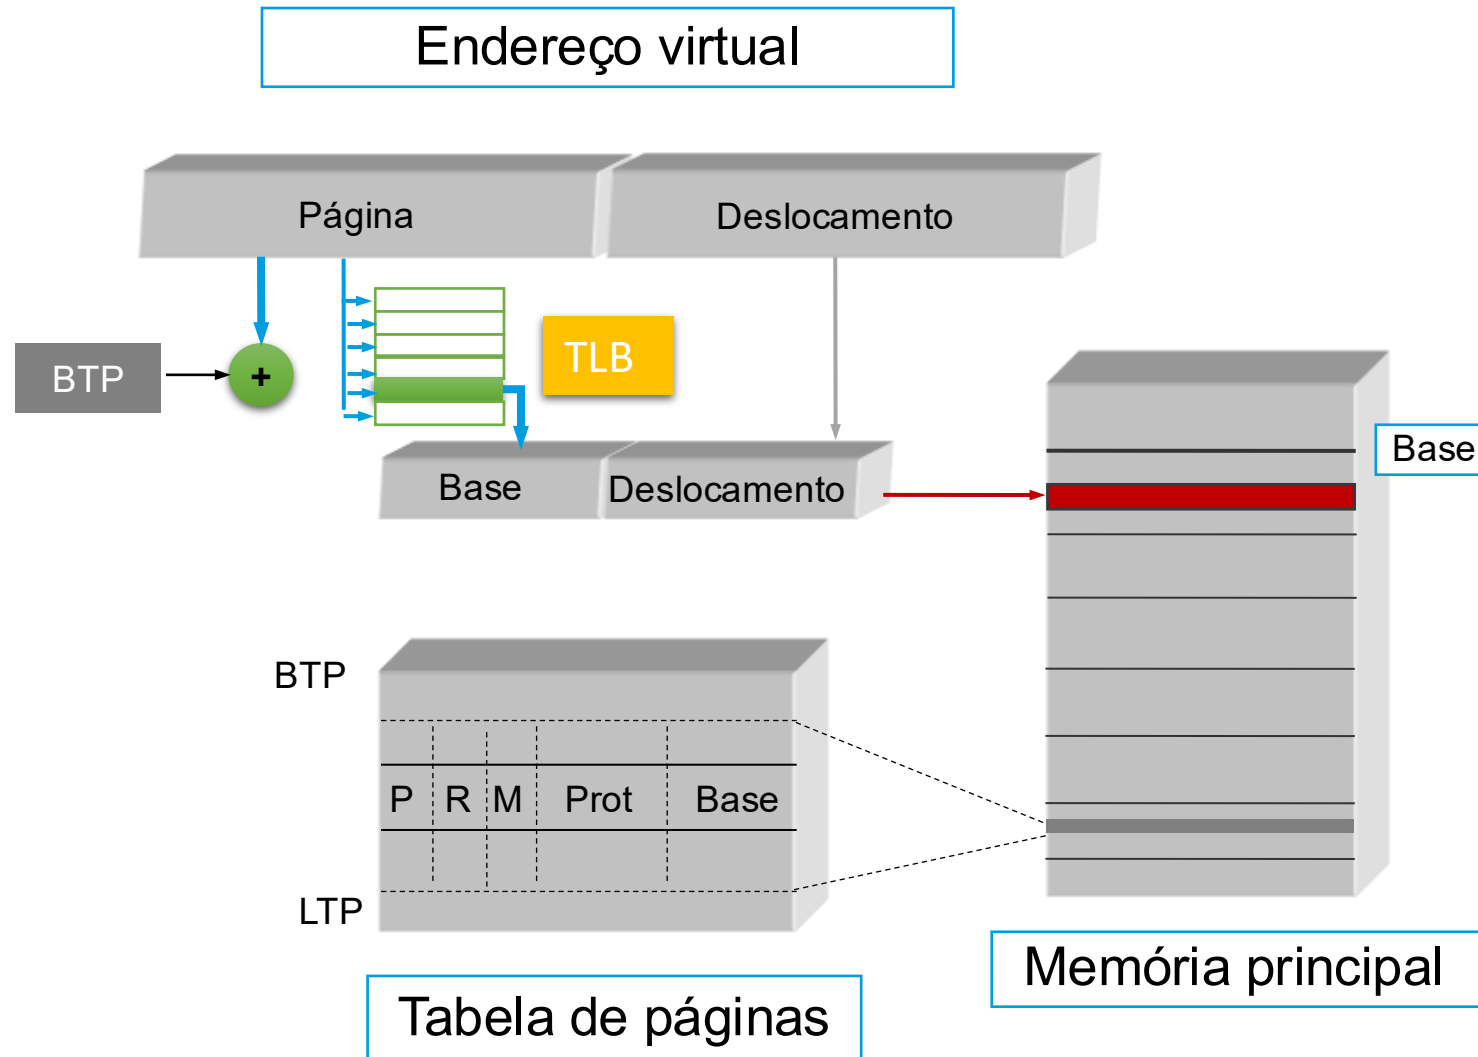 Endereço virtual
Página
Deslocamento
TLB
BTP
+
Base
Base
Deslocamento
BTP
P
R
M
Prot
Base
LTP
Memória principal
Tabela de páginas